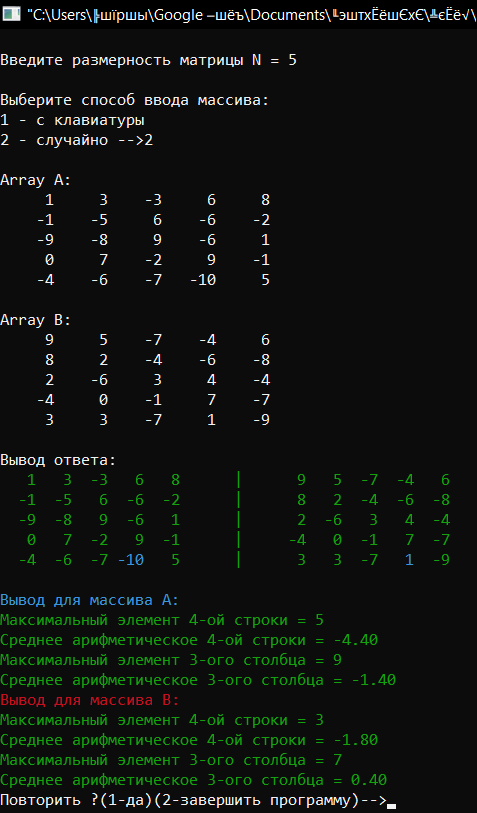 "C:\Users\╠шїршы\Google –шёъ\Documents\╙эштхЁёшЄхЄ\╩єЁё√\
Введите размерность матрицы N = 5
Выберите способ ввода массива:
1 - с клавиатуры
2 - случайно -->2
Array A:
1 3 -3 6 8
-1 -5 6 -6 -2
-9 -8 9 -6 1
0 7 -2 9 -1
-4 -6 -7 -10 5
Array B:
9 5 -7 -4 6
8 2 -4 -6 -8
2 -6 3 4 -4
-4 0 -1 7 -7
3 3 -7 1 -9
Вывод ответа:
1 3 -3 6 8 | 9 5 -7 -4 6
-1 -5 6 -6 -2 | 8 2 -4 -6 -8
-9 -8 9 -6 1 | 2 -6 3 4 -4
0 7 -2 9 -1 | -4 0 -1 7 -7
-4 -6 -7 -10 5 | 3 3 -7 1 -9
Вывод для массива A:
Максимальный элемент 4-ой строки = 5
Среднее арифметическое 4-ой строки = -4.40
Максимальный элемент 3-ого столбца = 9
Среднее арифметическое 3-ого столбца = -1.40
Вывод для массива B:
Максимальный элемент 4-ой строки = 3
Среднее арифметическое 4-ой строки = -1.80
Максимальный элемент 3-ого столбца = 7
Среднее арифметическое 3-ого столбца = 0.40
Повторить ?(1-да)(2-завершить программу)-->